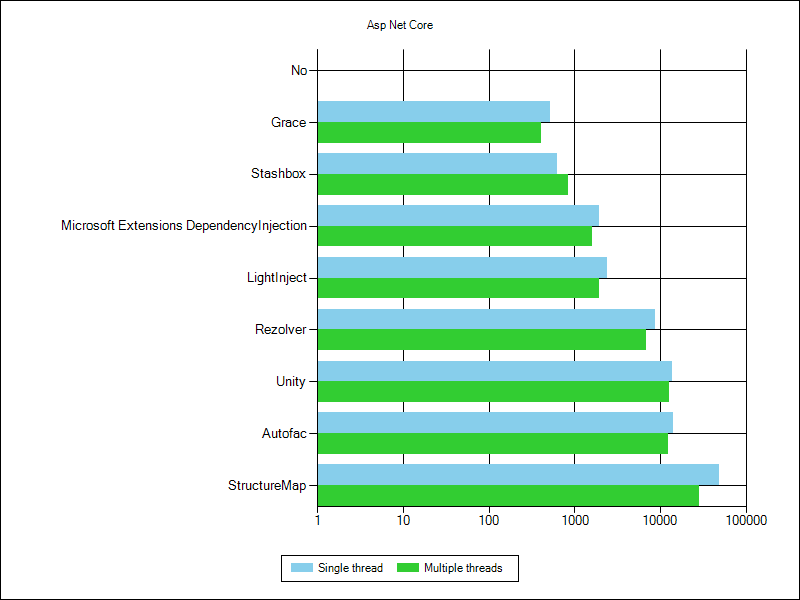 Asp Net Core
No
Grace
Stashbox
Microsoft Extensions DependencyInjection
LightInject
Rezolver
Unity
Autofac
StructureMap
1 10 100 1000 10000 100000
Single thread Multiple threads